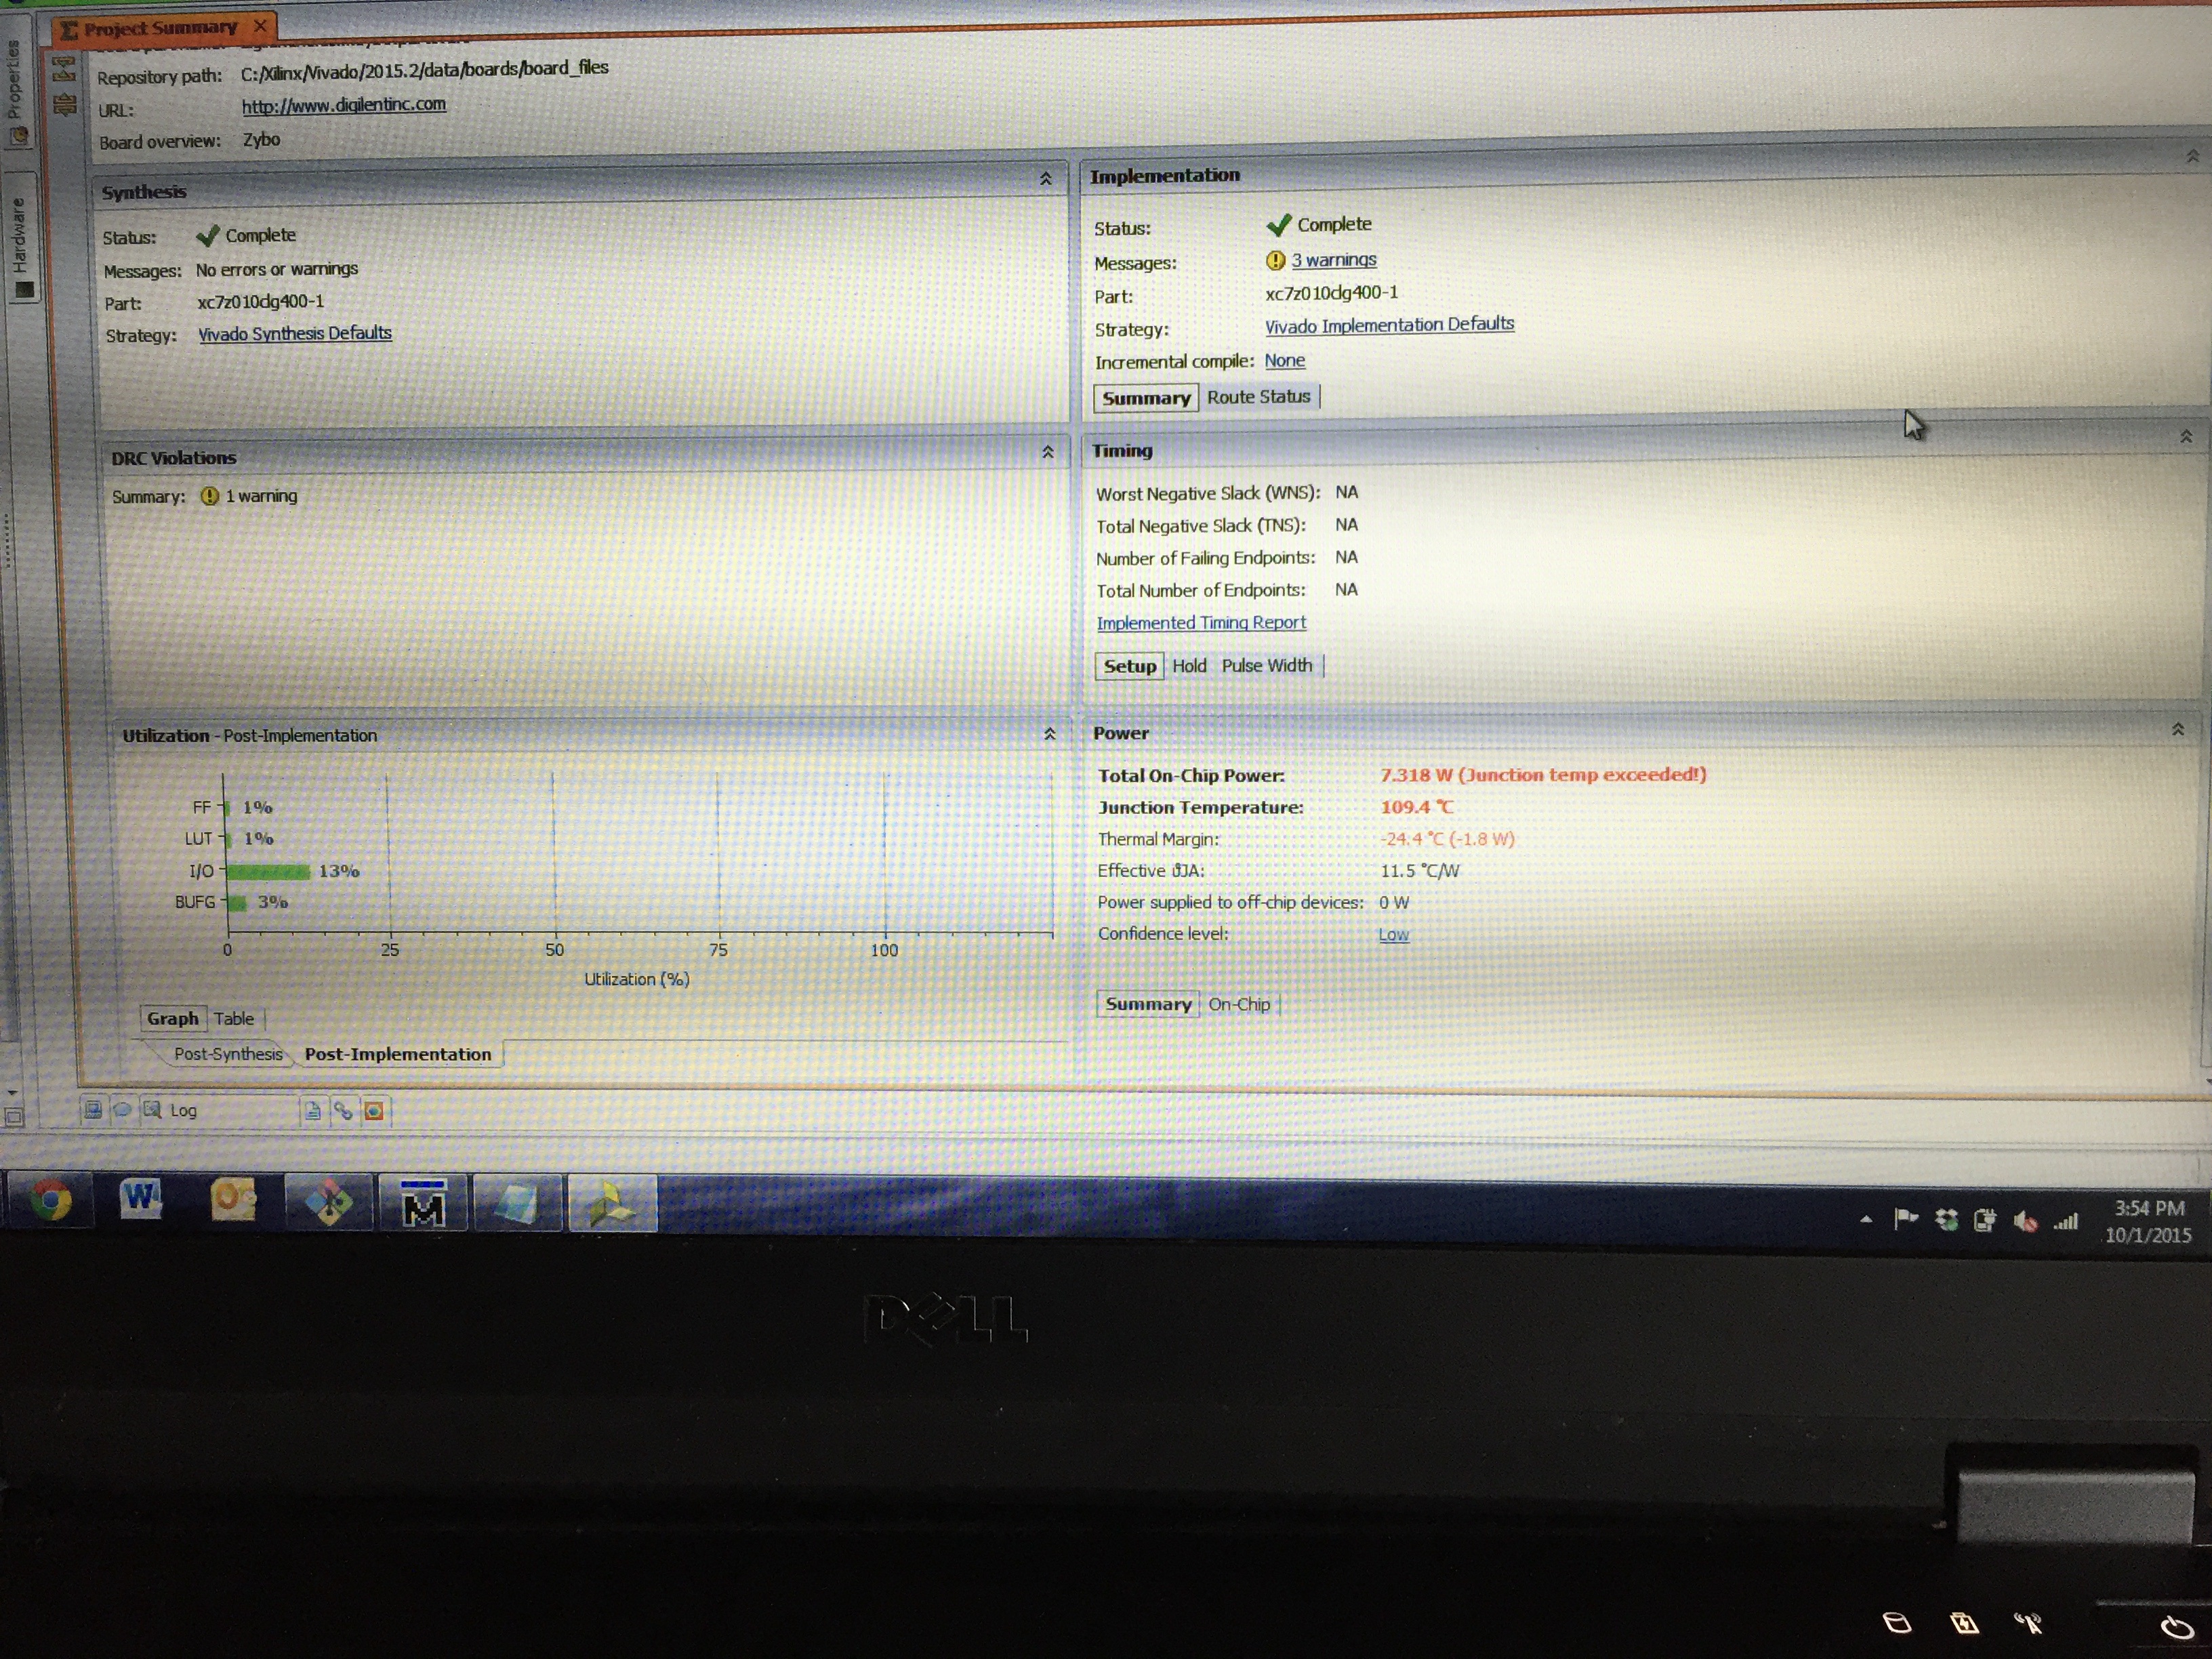 Project Summary
Properties
Hardware
Repository path: C:/Xilinx/Vivado/2015.2/data/boards/board_files
URL: http://www.digilentinc.com
Board overview: Zybo
Synthesis
Status: Complete
Messages: No errors or warnings
Part: xc7z010clg400-1
Strategy: Vivado Synthesis Defaults
Implementation
Status: Complete
Messages: 3 warnings
Part: xc7z010clg400-1
Strategy: Vivado Implementation Defaults
Incremental compile: None
Summary Route Status
DRC Violations
Summary: 1 warning
Timing
Worst Negative Slack (WNS): NA
Total Negative Slack (TNS): NA
Number of Failing Endpoints: NA
Total Number of Endpoints: NA
Implemented Timing Report
Setup Hold Pulse Width
Utilization - Post-Implementation
FF 1%
LUT 1%
I/O 13%
BUFG 3%
0 25 50 75 100
Utilization (%)
Graph Table
Post-Synthesis Post-Implementation
Power
Total On-Chip Power: 7.318 W (Junction temp exceeded!)
Junction Temperature: 109.4 °C
Thermal Margin: -24.4 °C (-1.8 W)
Effective ϑJA: 11.5 °C/W
Power supplied to off-chip devices: 0 W
Confidence level: Low
Summary On-Chip
Log
3:54 PM
10/1/2015
DELL